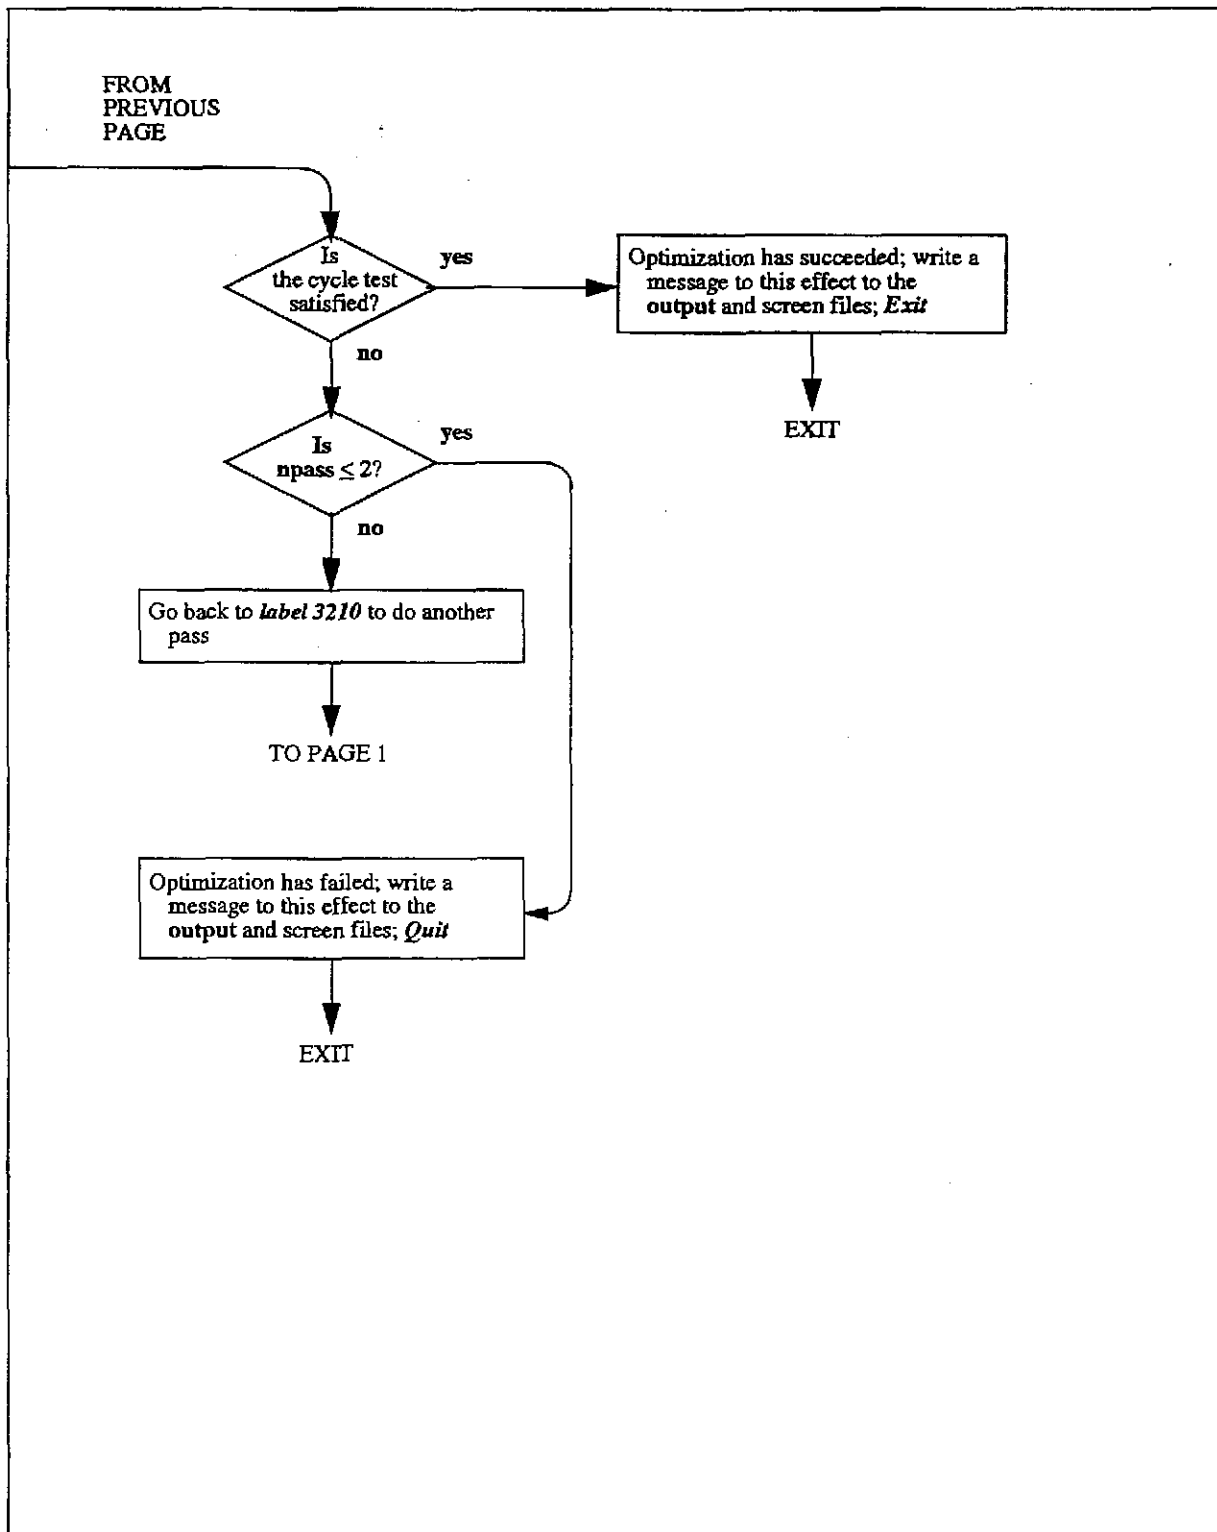 FROM
PREVIOUS
PAGE
Is
the cycle test
satisfied?
yes
Optimization has succeeded; write a
message to this effect to the
output and screen files; Exit
no
EXIT
Is
npass ≤ 2?
yes
no
Go back to label 3210 to do another
pass
TO PAGE 1
Optimization has failed; write a
message to this effect to the
output and screen files; Quit
EXIT